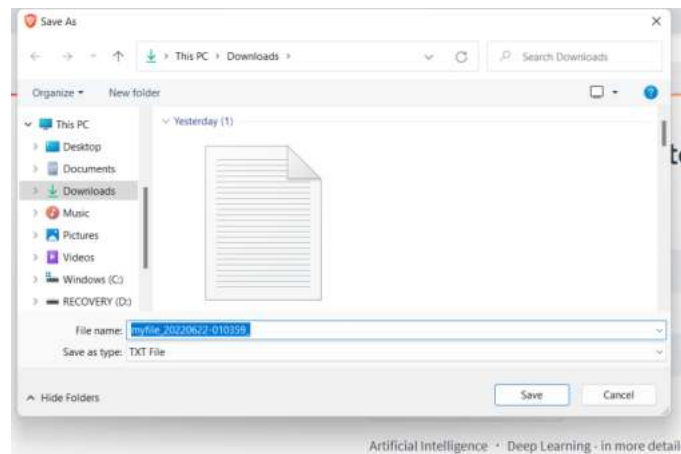 Save As
This PC > Downloads >
Search Downloads
Organize
New folder
This PC
Desktop
Documents
Downloads
Music
Pictures
Videos
Windows (C:)
RECOVERY (D:)
Yesterday (1)
File name: myfile_20220622-010359_
Save as type: TXT File
Hide Folders
Save
Cancel
Artificial Intelligence · Deep Learning - in more detail